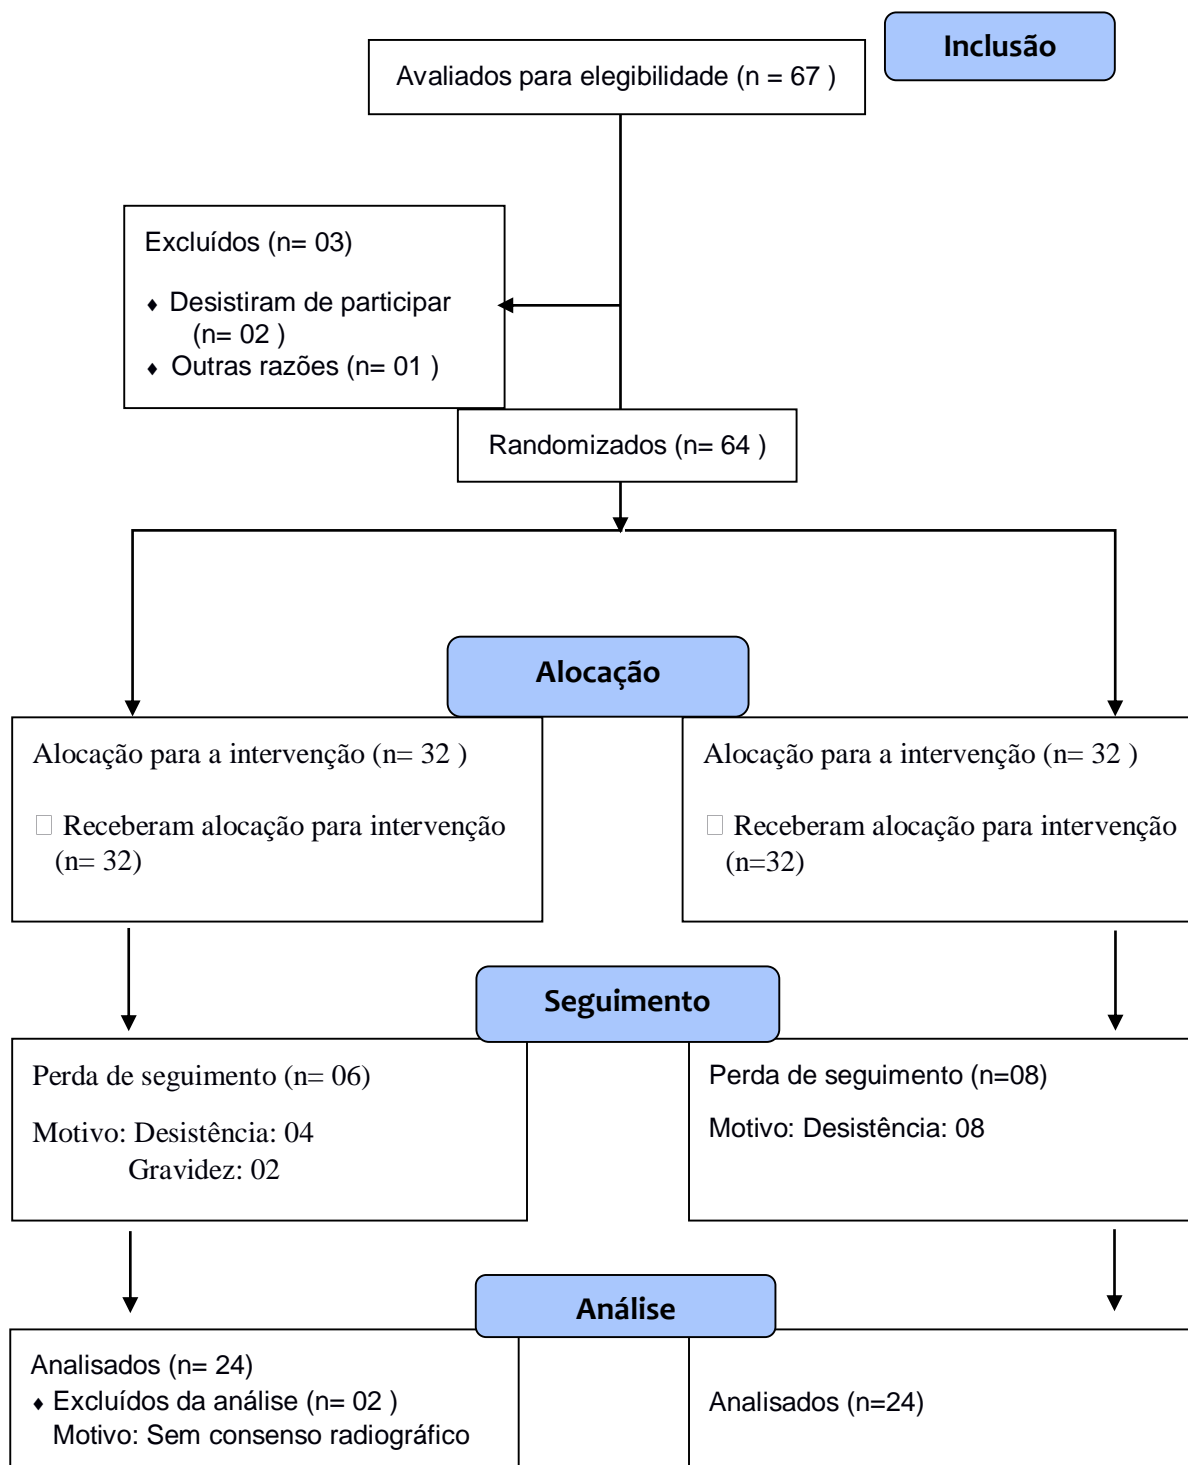 Inclusão
Avaliados para elegibilidade (n = 67 )
Excluídos (n= 03)
♦ Desistiram de participar
(n= 02 )
♦ Outras razões (n= 01 )
Randomizados (n= 64 )
Alocação
Alocação para a intervenção (n= 32 )
□ Receberam alocação para intervenção
(n= 32)
Alocação para a intervenção (n= 32 )
□ Receberam alocação para intervenção
(n=32)
Seguimento
Perda de seguimento (n= 06)
Motivo: Desistência: 04
Gravidez: 02
Perda de seguimento (n=08)
Motivo: Desistência: 08
Análise
Analisados (n= 24)
♦ Excluídos da análise (n= 02 )
Motivo: Sem consenso radiográfico
Analisados (n=24)